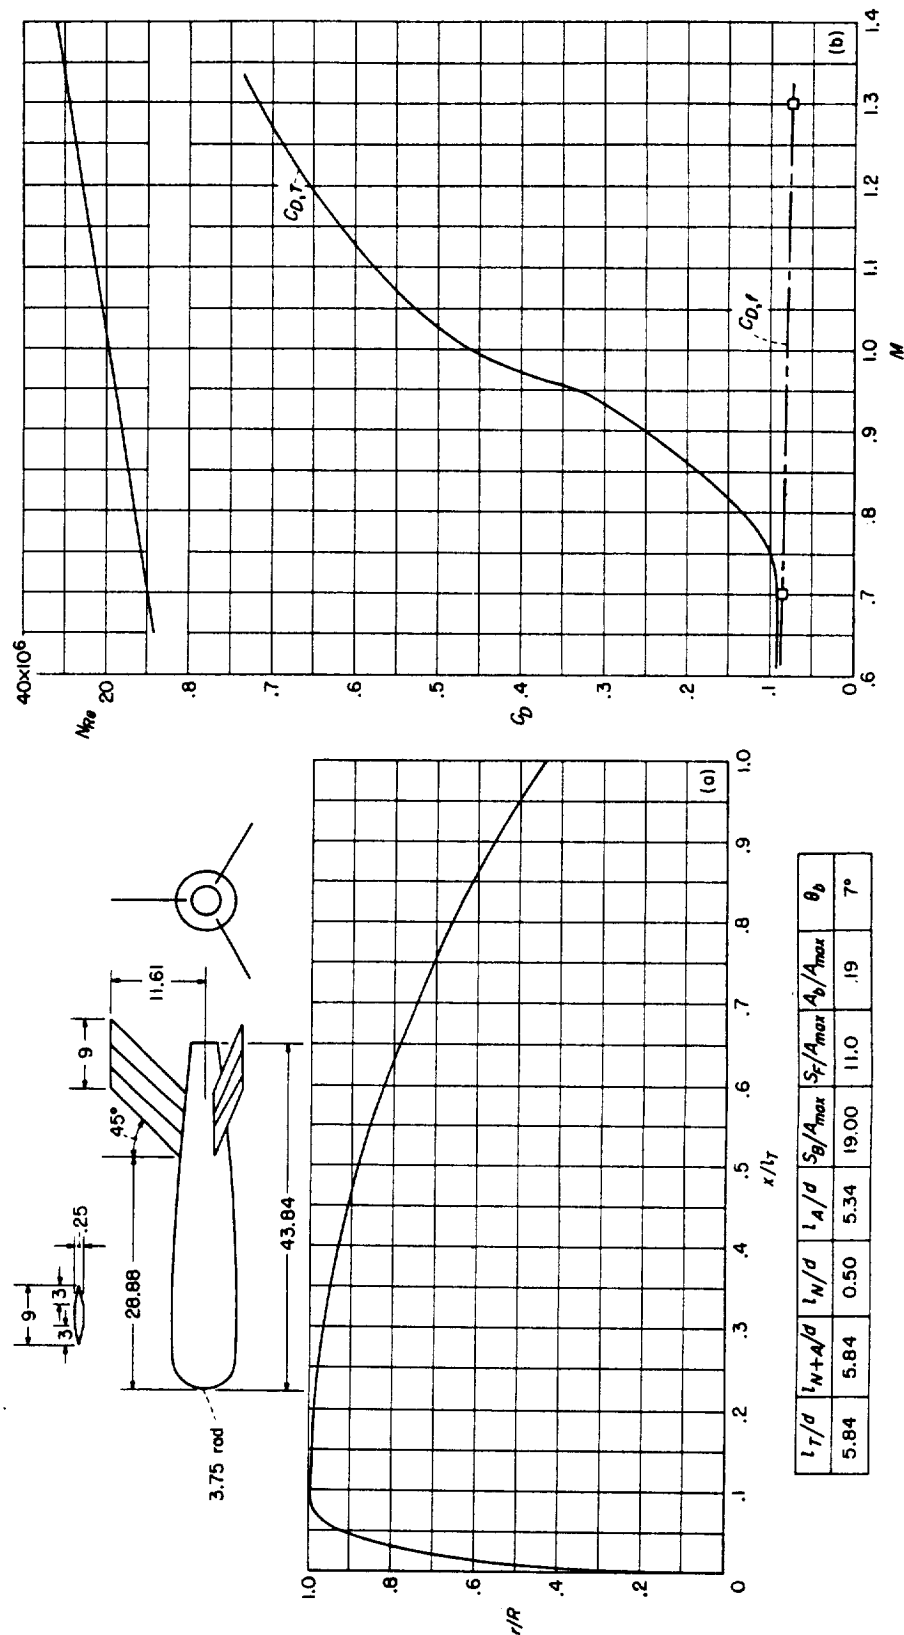 9
3
3
.25
28.88
45°
9
11.61
3.75 rad
43.84
1.0
.8
.6
.4
.2
0
r/R
.1
.2
.3
.4
.5
.6
.7
.8
.9
1.0
x/l_T
(a)
l_T/d l_N+A/d l_N/d l_A/d S_B/A_max S_F/A_max A_b/A_max θ_b
5.84 5.84 0.50 5.34 19.00 11.0 .19 7°
40×10⁶
N_Re 20
.8
.7
.6
.5
C_D .4
.3
.2
.1
0
C_D,T
C_D,f
.6 .7 .8 .9 1.0 1.1 1.2 1.3 1.4
M
(b)